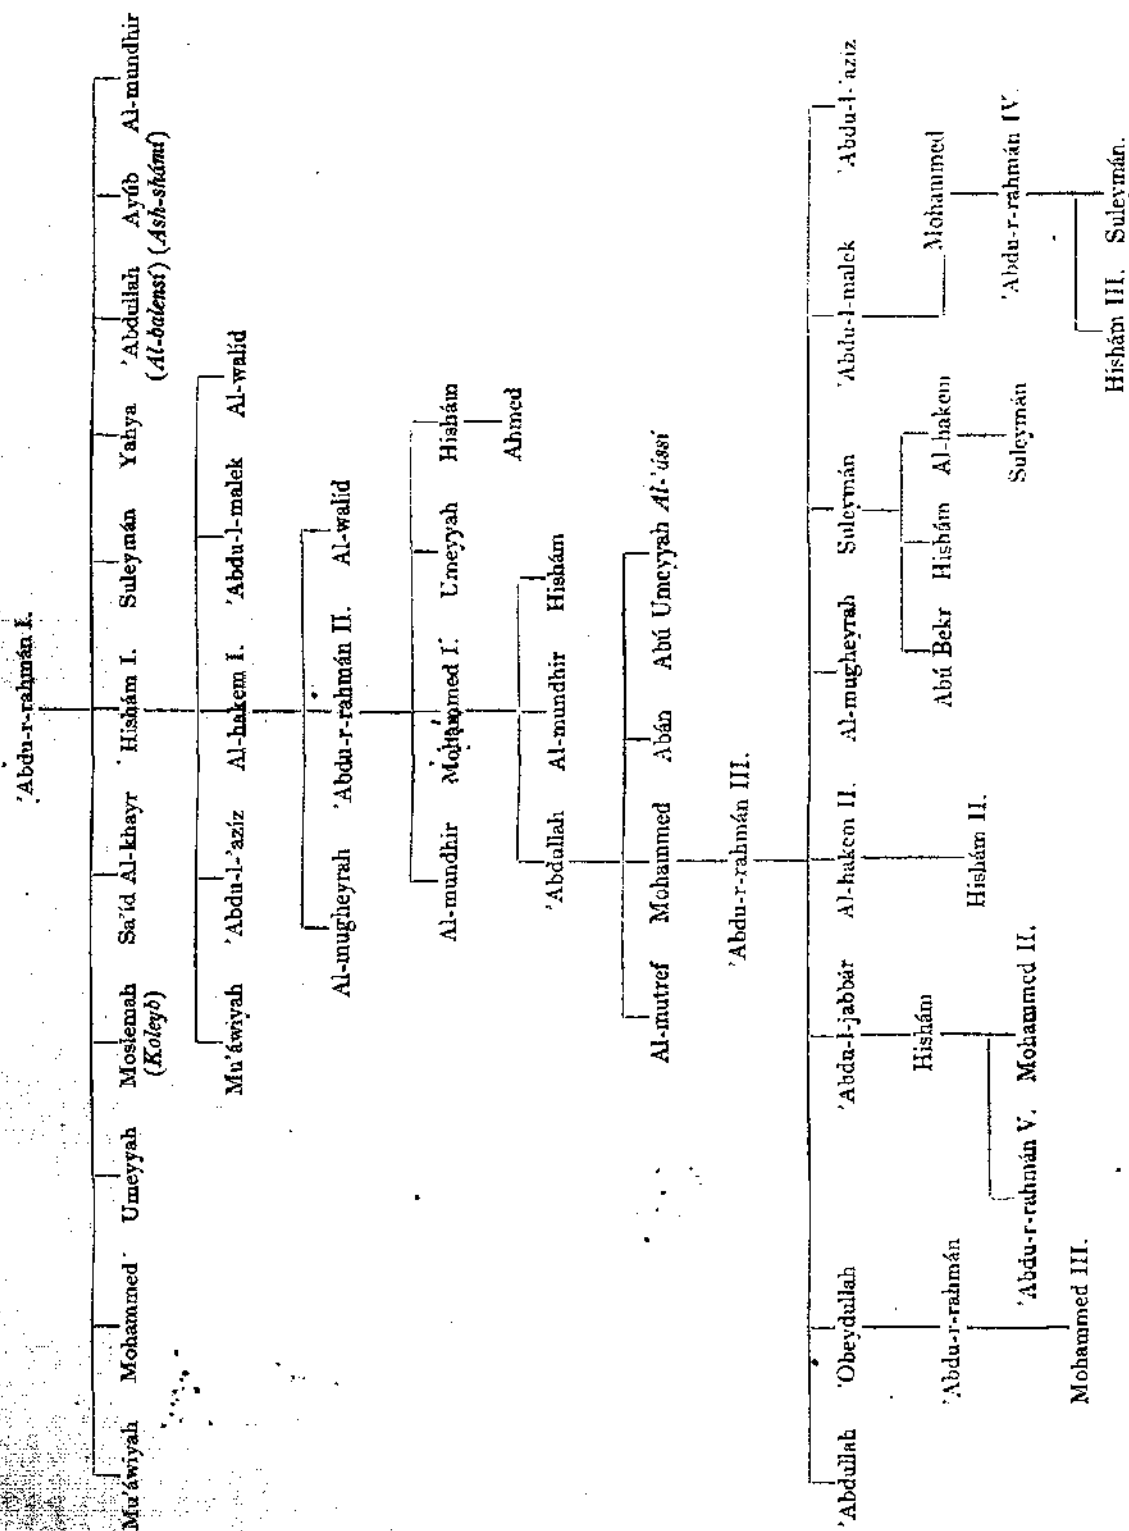 'Abdu-r-rahmán I.
Mu'áwiyah Mohammed Umeyyah Moslemah Sa'íd Al-khayr Hishám I. Suleymán Yahya 'Abdullah Ayúb Al-mundhir
(Koleyb) (Al-balensí) (Ash-shámí)
Mu'áwiyah 'Abdu-l-'azíz Al-hakem I. 'Abdu-l-malek Al-walíd
Al-mugheyrah 'Abdu-r-rahmán II. Al-walíd
Al-mundhir Mohammed I. Umeyyah Hishám
Ahmed
'Abdullah Al-mundhir Hishám
Al-mutref Mohammed Abán Abú Umeyyah Al-'ássí
'Abdu-r-rahmán III.
'Abdullah 'Obeydullah 'Abdu-l-jabbár Al-hakem II. Al-mugheyrah Suleymán 'Abdu-l-malek 'Abdu-l-'azíz
Hishám Mohammed
'Abdu-r-rahmán Hishám II. Abú Bekr Hishám Al-hakem
'Abdu-r-rahmán V. Mohammed II. Suleymán 'Abdu-r-rahmán IV.
Mohammed III. Hishám III. Suleymán.